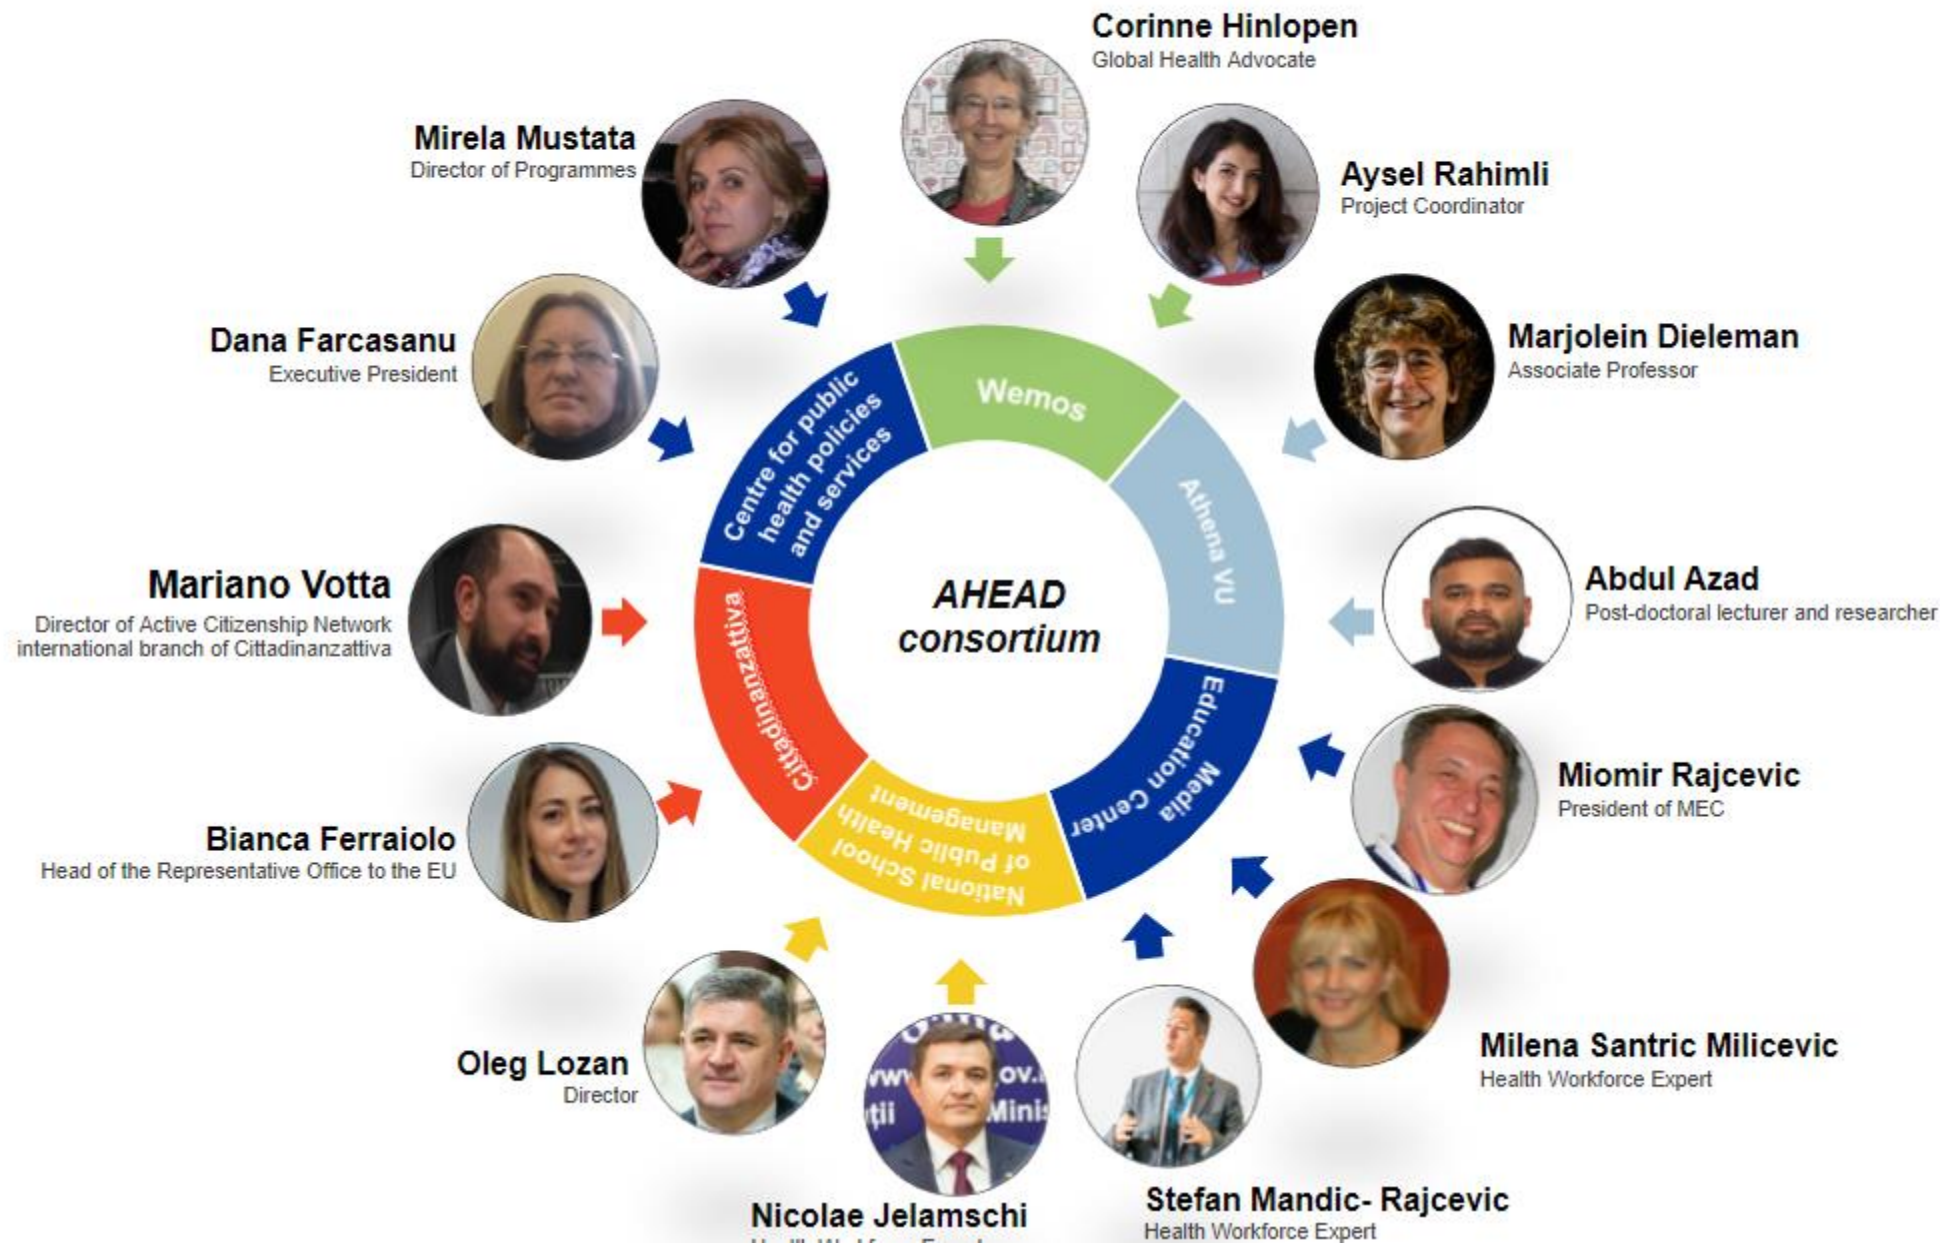 Corinne Hinlopen
Global Health Advocate
Mirela Mustata
Director of Programmes
Aysel Rahimli
Project Coordinator
Dana Farcasanu
Executive President
Marjolein Dieleman
Associate Professor
Mariano Votta
Director of Active Citizenship Network
international branch of Cittadinanzattiva
Abdul Azad
Post-doctoral lecturer and researcher
Bianca Ferraiolo
Head of the Representative Office to the EU
Miomir Rajcevic
President of MEC
Oleg Lozan
Director
Milena Santric Milicevic
Health Workforce Expert
Nicolae Jelamschi
Stefan Mandic- Rajcevic
Health Workforce Expert
Wemos
Athena VU
Media
Education Center
National School
of Public Health
Management
Cittadinanzattiva
Centre for public
health policies
and services
AHEAD
consortium